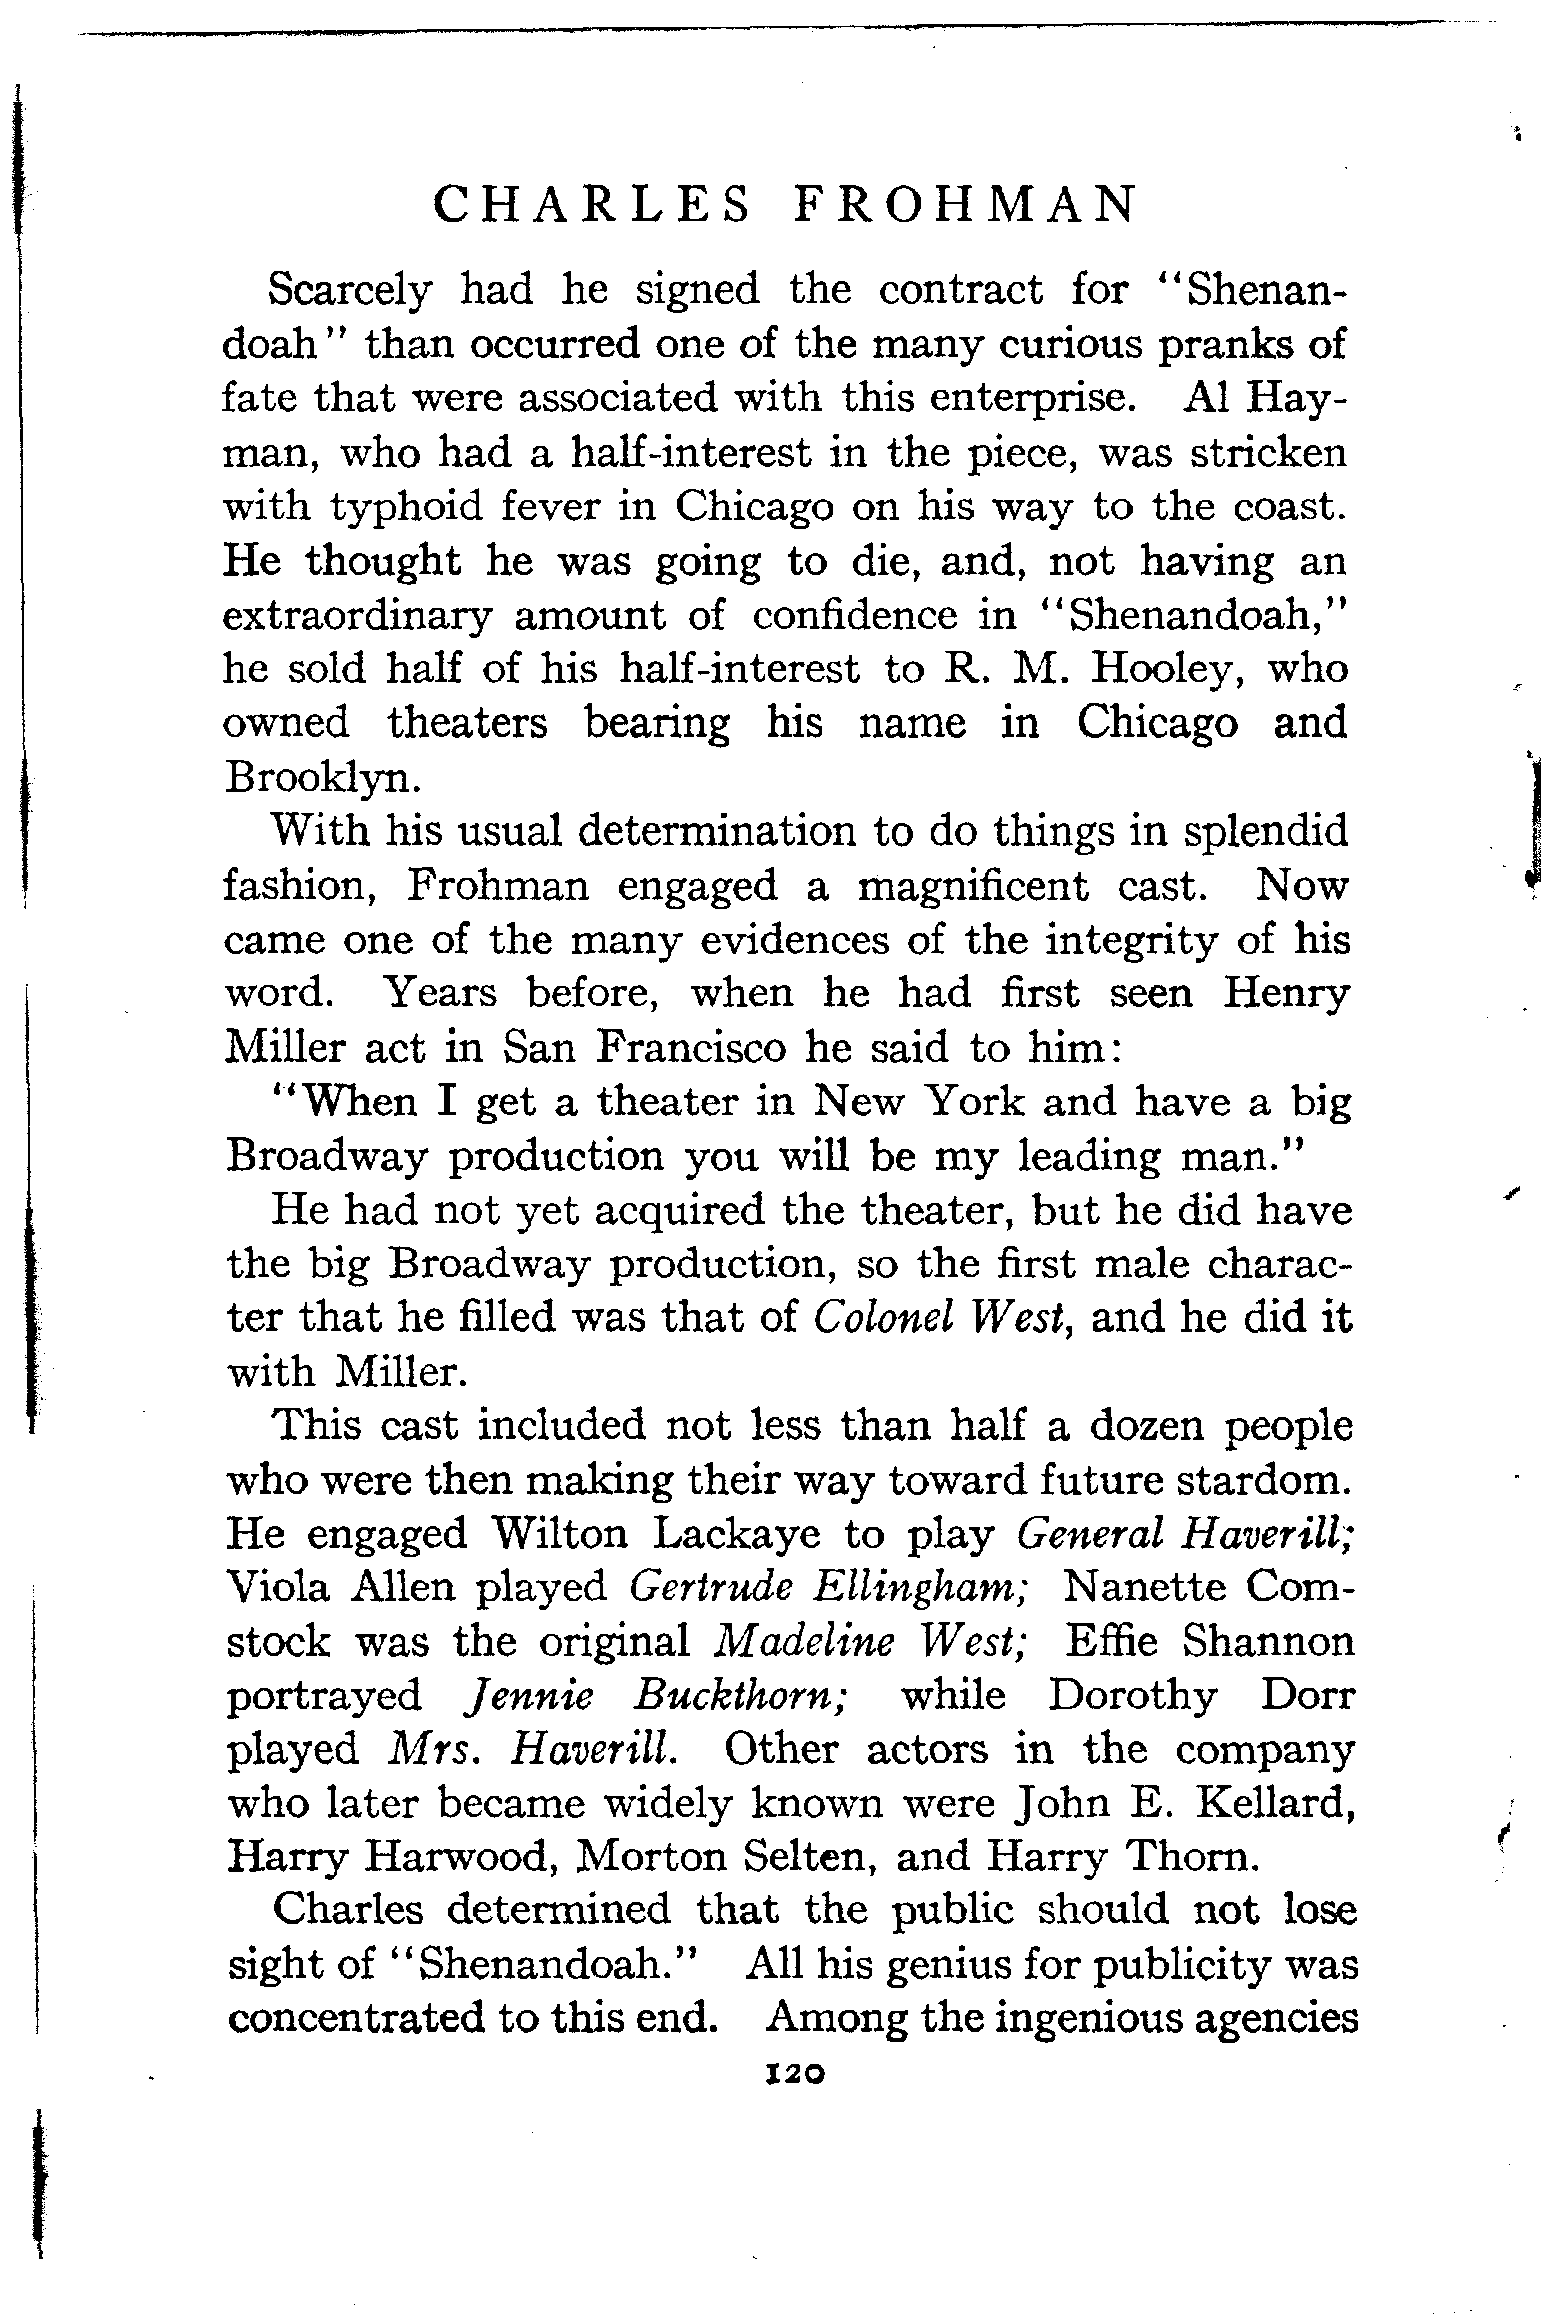 CHARLES FROHMAN
Scarcely had he signed the contract for "Shenan-
doah" than occurred one of the many curious pranks of
fate that were associated with this enterprise. Al Hay-
man, who had a half-interest in the piece, was stricken
with typhoid fever in Chicago on his way to the coast.
He thought he was going to die, and, not having an
extraordinary amount of confidence in "Shenandoah,"
he sold half of his half-interest to R. M. Hooley, who
owned theaters bearing his name in Chicago and
Brooklyn.
With his usual determination to do things in splendid
fashion, Frohman engaged a magnificent cast. Now
came one of the many evidences of the integrity of his
word. Years before, when he had first seen Henry
Miller act in San Francisco he said to him:
"When I get a theater in New York and have a big
Broadway production you will be my leading man."
He had not yet acquired the theater, but he did have
the big Broadway production, so the first male charac-
ter that he filled was that of Colonel West, and he did it
with Miller.
This cast included not less than half a dozen people
who were then making their way toward future stardom.
He engaged Wilton Lackaye to play General Haverill;
Viola Allen played Gertrude Ellingham; Nanette Com-
stock was the original Madeline West; Effie Shannon
portrayed Jennie Buckthorn; while Dorothy Dorr
played Mrs. Haverill. Other actors in the company
who later became widely known were John E. Kellard,
Harry Harwood, Morton Selten, and Harry Thorn.
Charles determined that the public should not lose
sight of "Shenandoah." All his genius for publicity was
concentrated to this end. Among the ingenious agencies
120